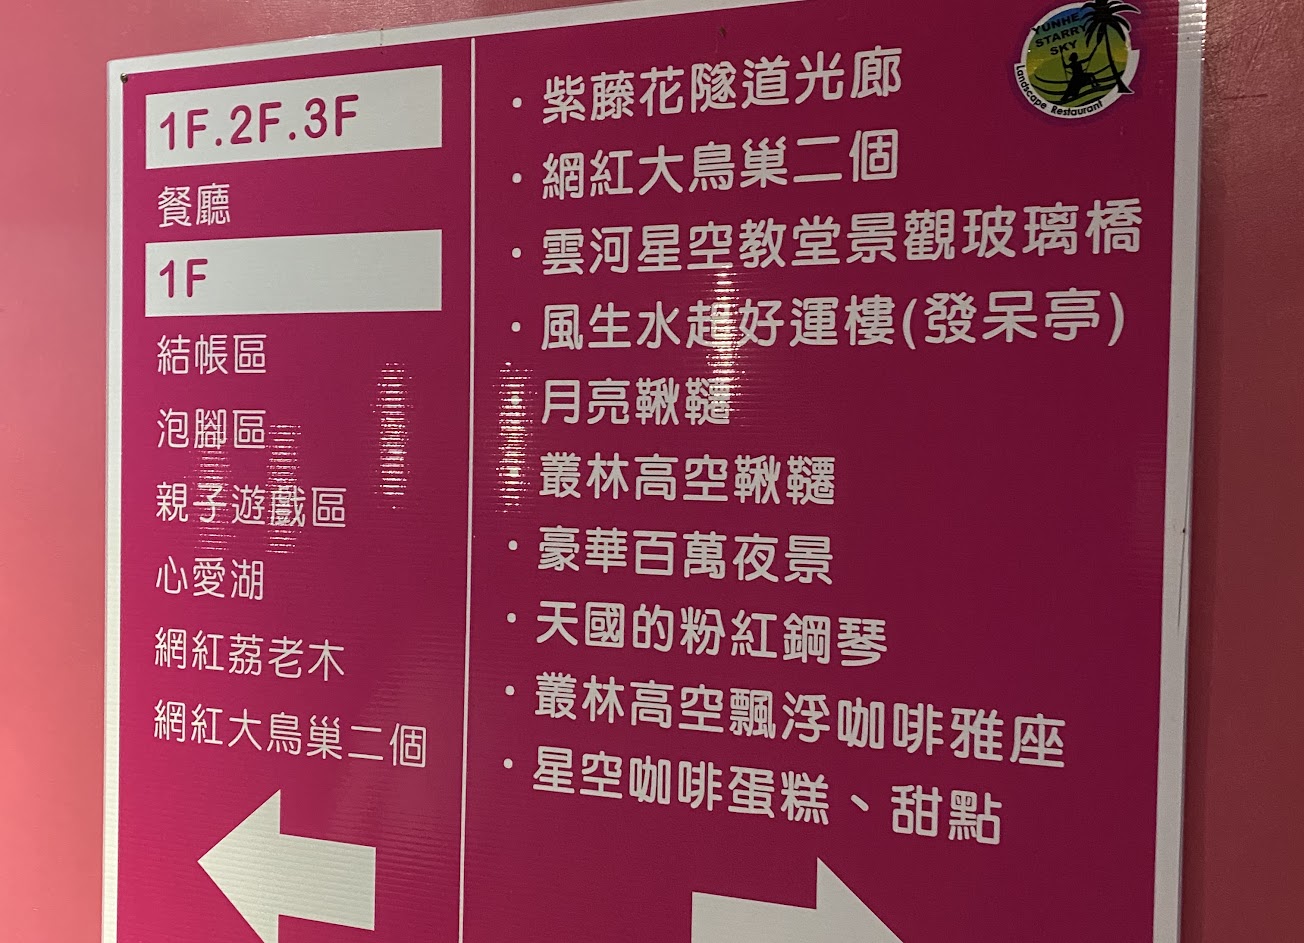 1F.2F.3F
餐廳
1F
結帳區
泡腳區
親子遊戲區
心愛湖
網紅荔老木
網紅大鳥巢二個
・紫藤花隧道光廊
・網紅大鳥巢二個
・雲河星空教堂景觀玻璃橋
・風生水起好運樓(發呆亭)
・月亮鞦韆
・叢林高空鞦韆
・豪華百萬夜景
・天國的粉紅鋼琴
・叢林高空飄浮咖啡雅座
・星空咖啡蛋糕、甜點
YUNHE
STARRY
SKY
Landscape Restaurant